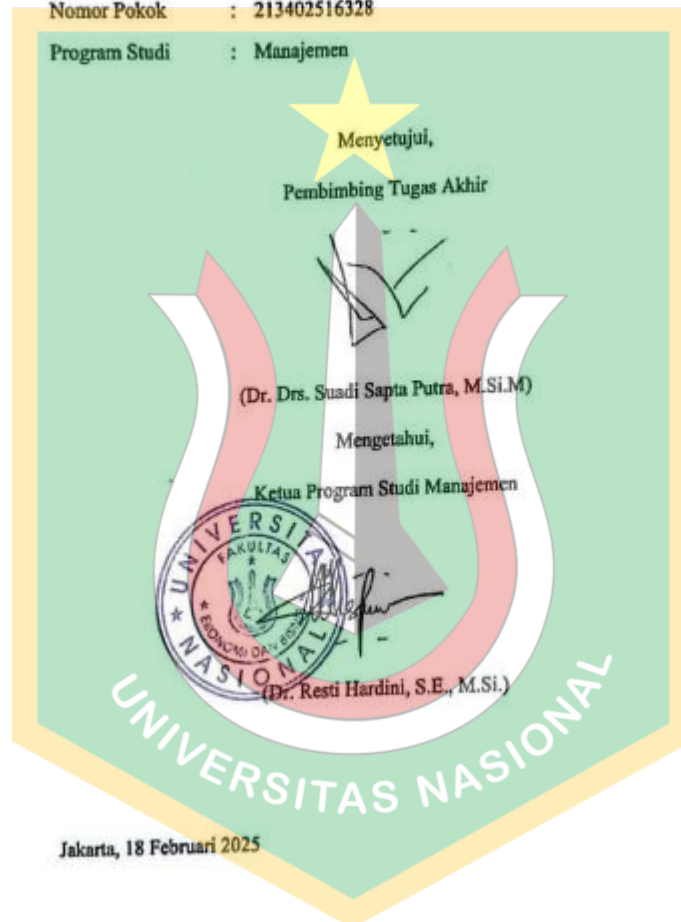 Nomor Pokok : 213402516328
Program Studi : Manajemen
Menyetujui,
Pembimbing Tugas Akhir
(Dr. Drs. Suadi Sapta Putra, M.Si.M)
Mengetahui,
Ketua Program Studi Manajemen
UNIVERSITAS NASIONAL
FAKULTAS
EKONOMI DAN BISNIS
(Dr. Resti Hardini, S.E., M.Si.)
UNIVERSITAS NASIONAL
Jakarta, 18 Februari 2025